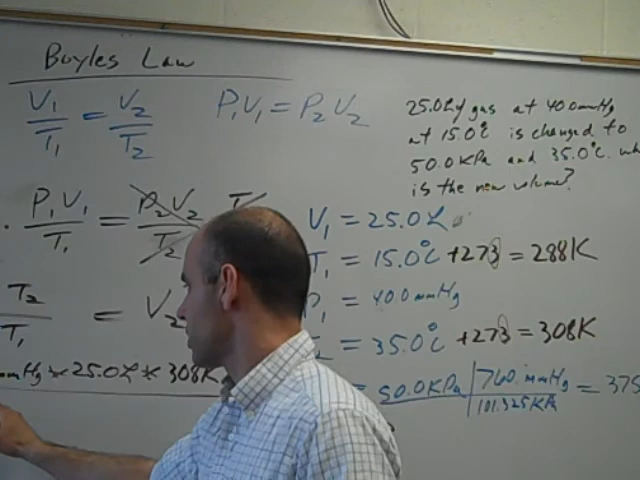 Boyles Law
V₁/T₁ = V₂/T₂
P₁V₁ = P₂V₂
25.0L of gas at 400mmHg
at 15.0°C is changed to
50.0KPa and 35.0°C.
is the new volume?
P₁V₁/T₁ = P₂V₂/T₂
V₁ = 25.0L
T₁ = 15.0°C +273 = 288K
P₁ = 400mmHg
= 35.0°C +273 = 308K
T₂/T₁ = V₂
mmHg * 25.0L * 308K
= 50.0KPa | 760. mmHg / 101.325KPa = 375